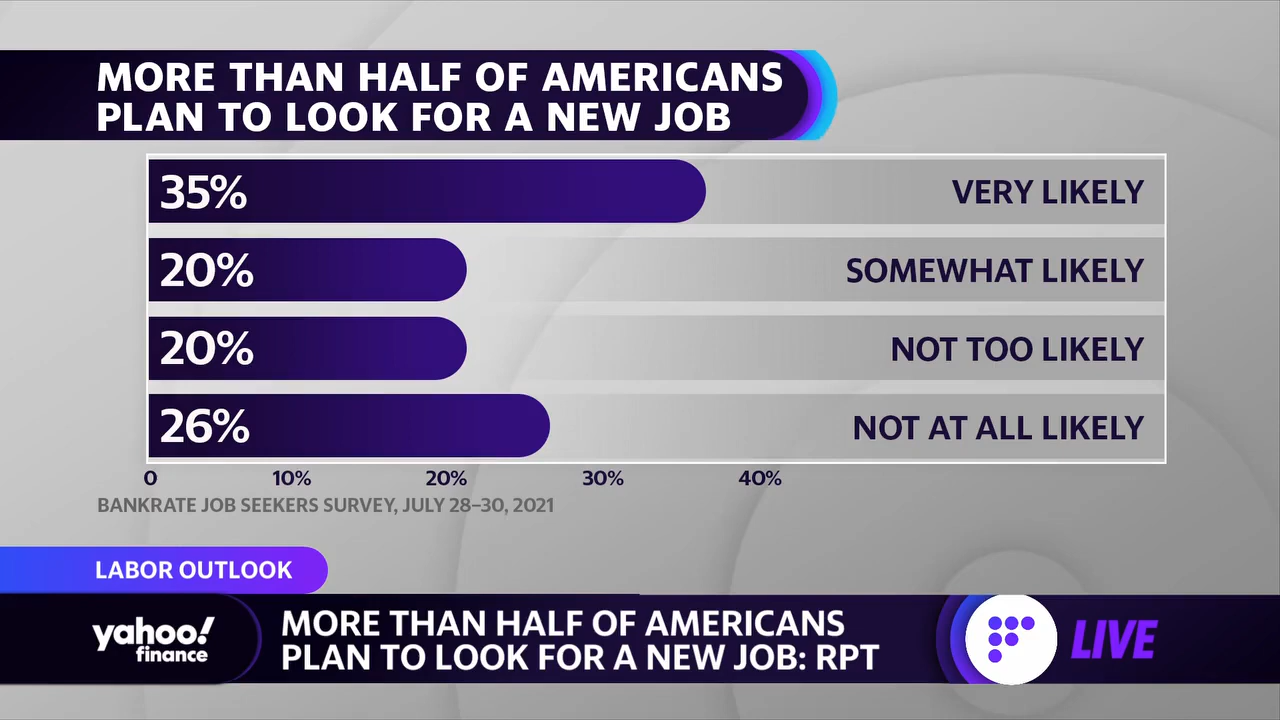 MORE THAN HALF OF AMERICANS
PLAN TO LOOK FOR A NEW JOB
35% VERY LIKELY
20% SOMEWHAT LIKELY
20% NOT TOO LIKELY
26% NOT AT ALL LIKELY
0 10% 20% 30% 40%
BANKRATE JOB SEEKERS SURVEY, JULY 28–30, 2021
LABOR OUTLOOK
yahoo!
finance
MORE THAN HALF OF AMERICANS
PLAN TO LOOK FOR A NEW JOB: RPT
LIVE